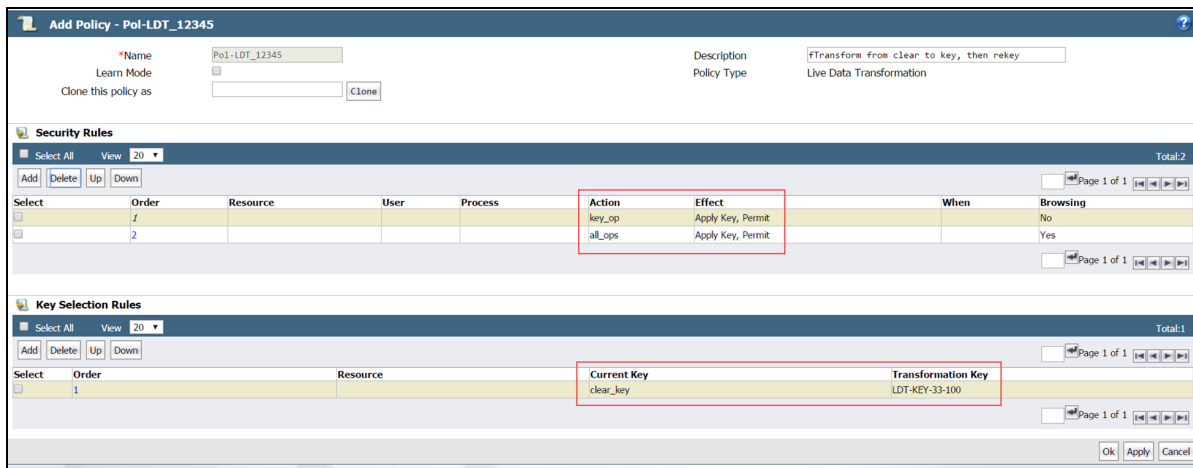 Add Policy - Pol-LDT_12345 ?
*Name Pol-LDT_12345 Description fTransform from clear to key, then rekey
Learn Mode Policy Type Live Data Transformation
Clone this policy as Clone
Security Rules
Select All View 20 Total:2
Add Delete Up Down Page 1 of 1
Select Order Resource User Process Action Effect When Browsing
1 key_op Apply Key, Permit No
2 all_ops Apply Key, Permit Yes
Page 1 of 1
Key Selection Rules
Select All View 20 Total:1
Add Delete Up Down Page 1 of 1
Select Order Resource Current Key Transformation Key
1 clear_key LDT-KEY-33-100
Page 1 of 1
Ok Apply Cancel